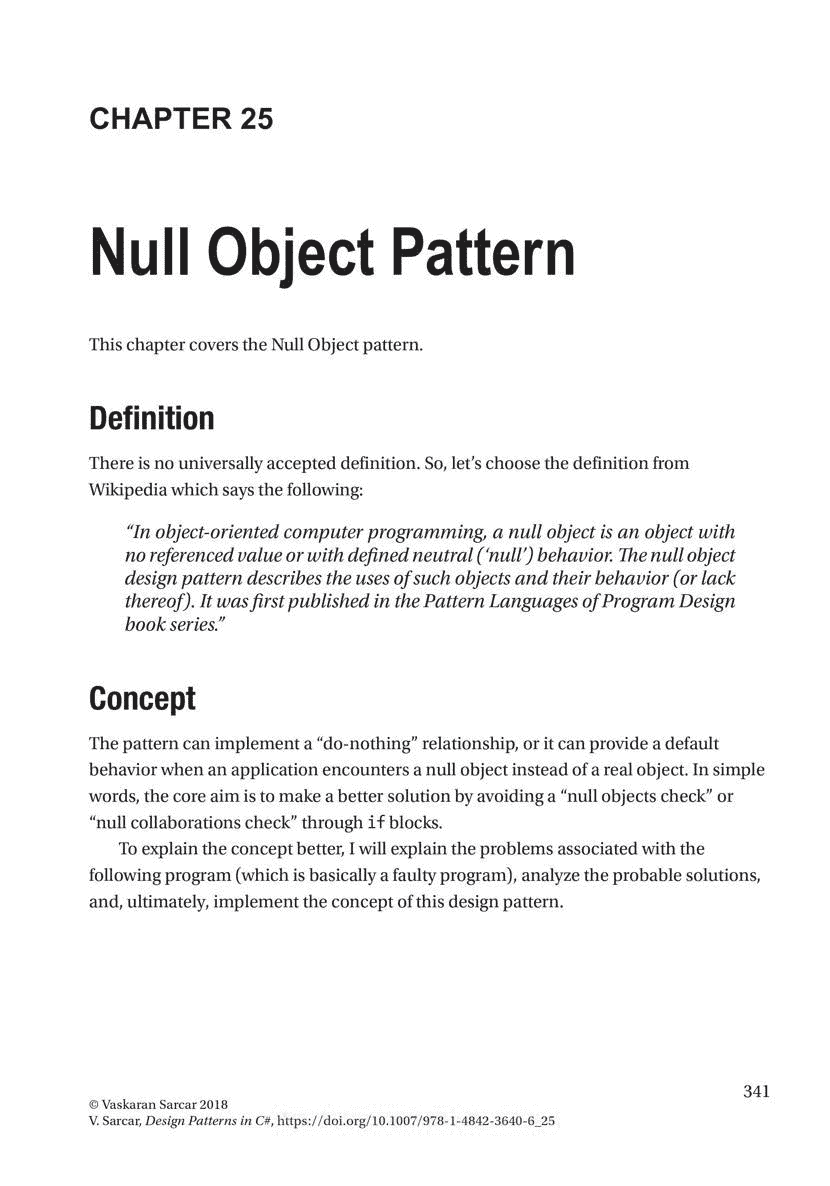 CHAPTER 25
Null Object Pattern
This chapter covers the Null Object pattern.
Definition
There is no universally accepted definition. So, let’s choose the definition from
Wikipedia which says the following:
“In object-oriented computer programming, a null object is an object with
no referenced value or with defined neutral (‘null’) behavior. The null object
design pattern describes the uses of such objects and their behavior (or lack
thereof). It was first published in the Pattern Languages of Program Design
book series.”
Concept
The pattern can implement a “do-nothing” relationship, or it can provide a default
behavior when an application encounters a null object instead of a real object. In simple
words, the core aim is to make a better solution by avoiding a “null objects check” or
“null collaborations check” through if blocks.
To explain the concept better, I will explain the problems associated with the
following program (which is basically a faulty program), analyze the probable solutions,
and, ultimately, implement the concept of this design pattern.
341
© Vaskaran Sarcar 2018
V. Sarcar, Design Patterns in C#, https://doi.org/10.1007/978-1-4842-3640-6_25